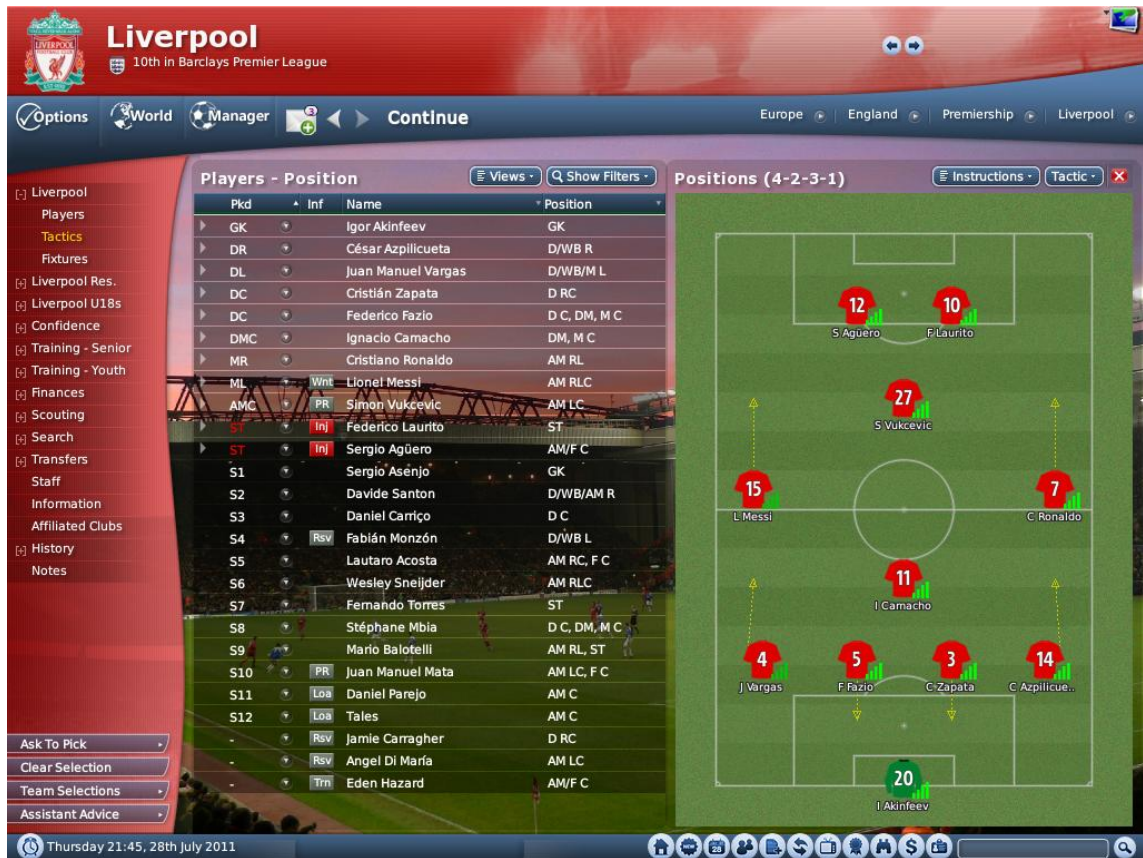 Liverpool
10th in Barclays Premier League
LIVERPOOL
Options World Manager 3 Continue Europe England Premiership Liverpool
[-] Liverpool
Players
Tactics
Fixtures
[+] Liverpool Res.
[+] Liverpool U18s
[+] Confidence
[+] Training - Senior
[+] Training - Youth
[+] Finances
[+] Scouting
[+] Search
[+] Transfers
Staff
Information
Affiliated Clubs
[+] History
Notes
Ask To Pick
Clear Selection
Team Selections
Assistant Advice
Players - Position Views Show Filters
Pkd Inf Name Position
GK Igor Akinfeev GK
DR César Azpilicueta D/WB R
DL Juan Manuel Vargas D/WB/M L
DC Cristián Zapata D RC
DC Federico Fazio D C, DM, M C
DMC Ignacio Camacho DM, M C
MR Cristiano Ronaldo AM RL
ML Wnt Lionel Messi AM RLC
AMC PR Simon Vukcevic AM LC
ST Inj Federico Laurito ST
ST Inj Sergio Agüero AM/F C
S1 Sergio Asenjo GK
S2 Davide Santon D/WB/AM R
S3 Daniel Carriço D C
S4 Rsv Fabián Monzón D/WB L
S5 Lautaro Acosta AM RC, F C
S6 Wesley Sneijder AM RLC
S7 Fernando Torres ST
S8 Stéphane Mbia D C, DM, M C
S9 Mario Balotelli AM RL, ST
S10 PR Juan Manuel Mata AM LC, F C
S11 Loa Daniel Parejo AM C
S12 Loa Tales AM C
- Rsv Jamie Carragher D RC
- Rsv Angel Di María AM LC
- Trn Eden Hazard AM/F C
Positions (4-2-3-1) Instructions Tactic
12 10
S Agüero F Laurito
27
S Vukcevic
15 7
L Messi C Ronaldo
11
I Camacho
4 5 3 14
J Vargas F Fazio C Zapata C Azpilicue..
20
I Akinfeev
Thursday 21:45, 28th July 2011 28 $